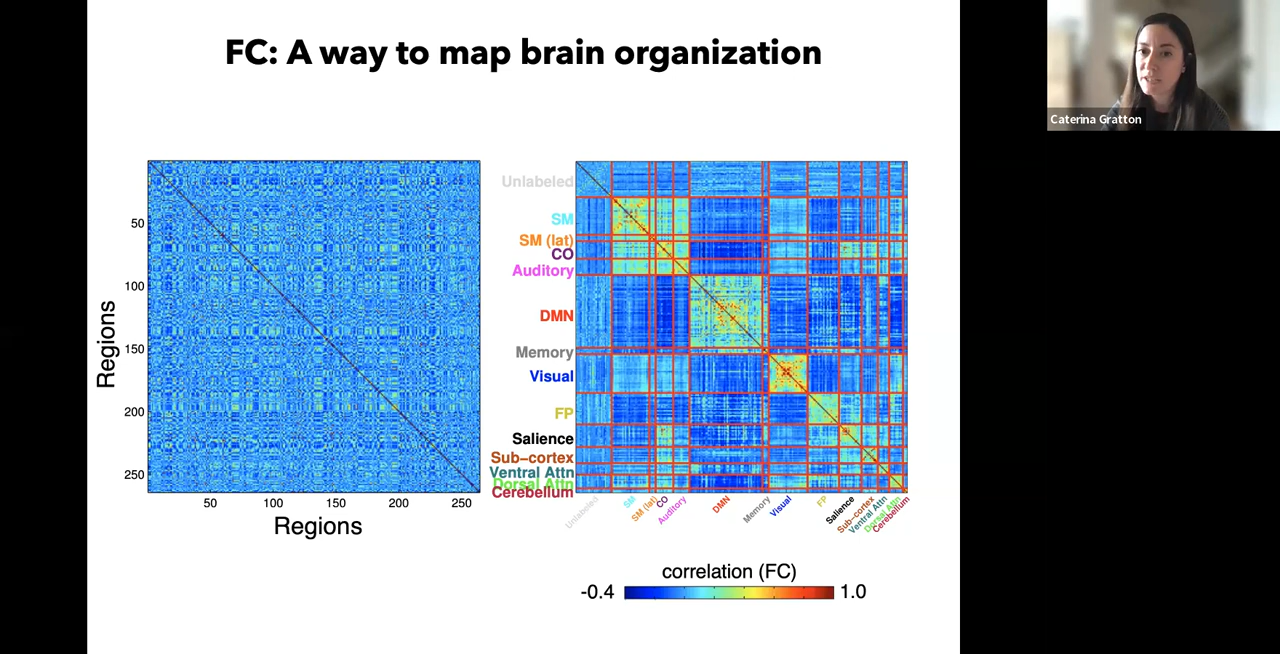 FC: A way to map brain organization
Caterina Gratton
50
100
150
200
250
Regions
50
100
150
200
250
Regions
Unlabeled
SM
SM (lat)
CO
Auditory
DMN
Memory
Visual
FP
Salience
Sub-cortex
Ventral Attn
Dorsal Attn
Cerebellum
Unlabeled
SM
SM (lat)
CO
Auditory
DMN
Memory
Visual
FP
Salience
Sub-cortex
Ventral Attn
Dorsal Attn
Cerebellum
correlation (FC)
-0.4
1.0